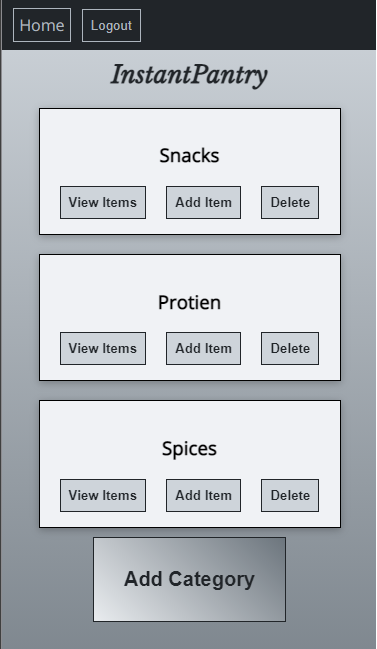 Home Logout
InstantPantry
Snacks
View Items Add Item Delete
Protien
View Items Add Item Delete
Spices
View Items Add Item Delete
Add Category